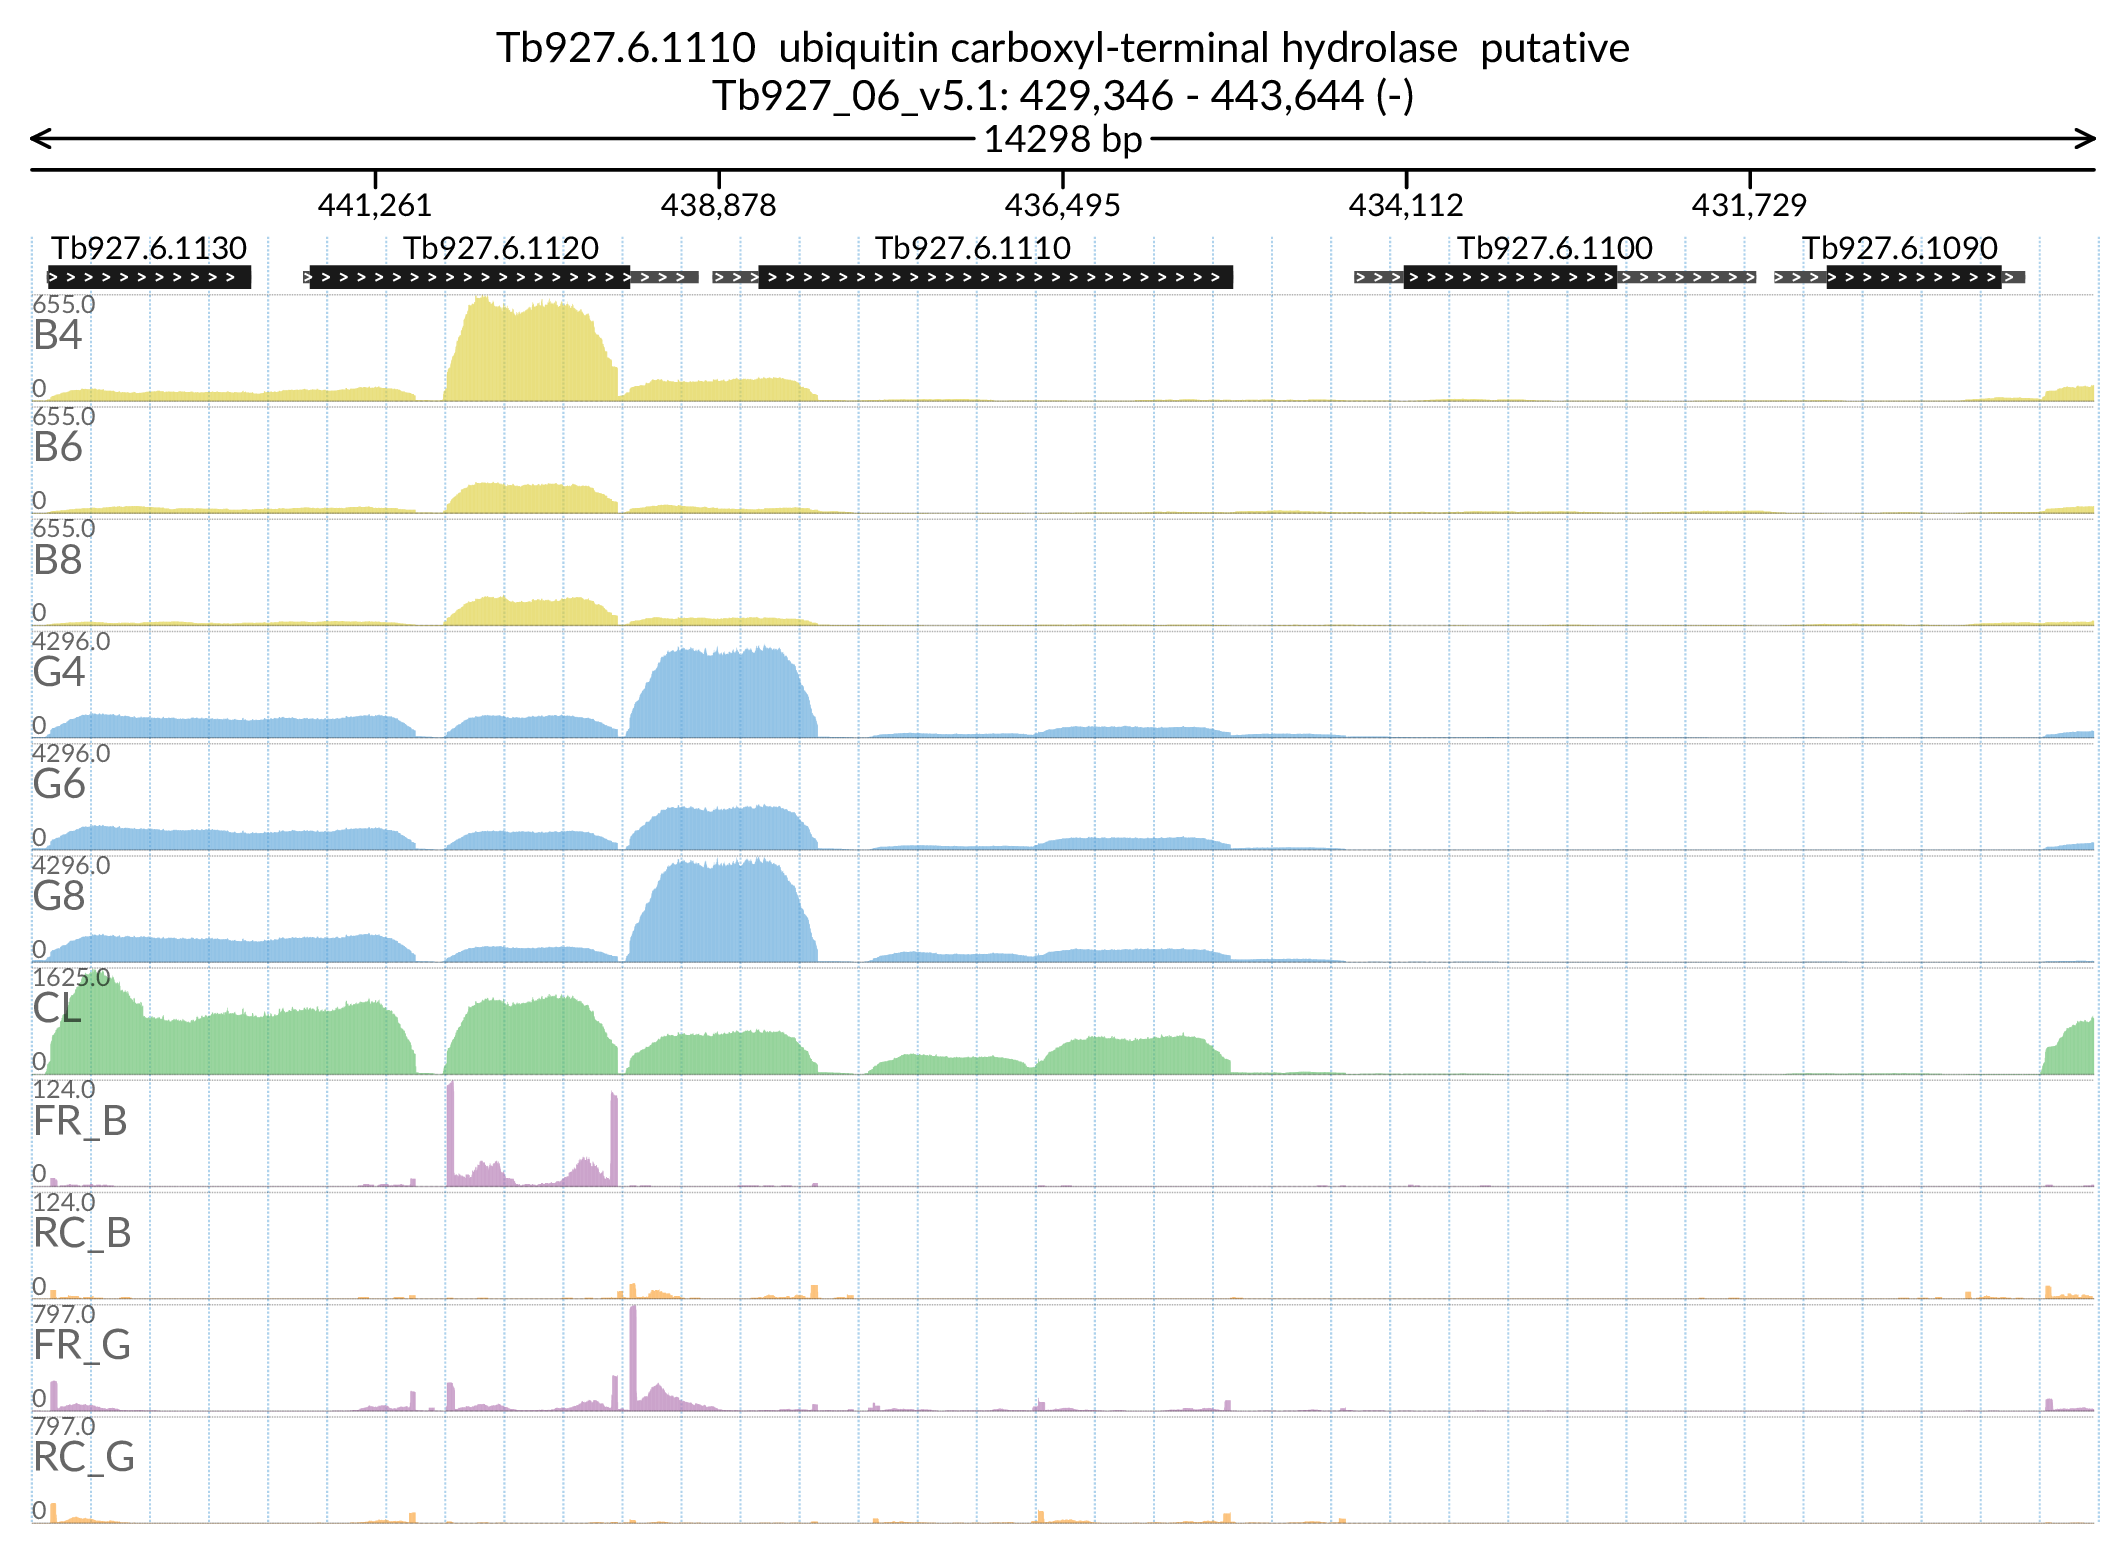 Tb927.6.1110 ubiquitin carboxyl-terminal hydrolase putative
Tb927_06_v5.1: 429,346 - 443,644 (-)
14298 bp
441,261 438,878 436,495 434,112 431,729
Tb927.6.1130 Tb927.6.1120 Tb927.6.1110 Tb927.6.1100 Tb927.6.1090
655.0
B4
0
655.0
B6
0
655.0
B8
0
4296.0
G4
0
4296.0
G6
0
4296.0
G8
0
1625.0
CL
0
124.0
FR_B
0
124.0
RC_B
0
797.0
FR_G
0
797.0
RC_G
0